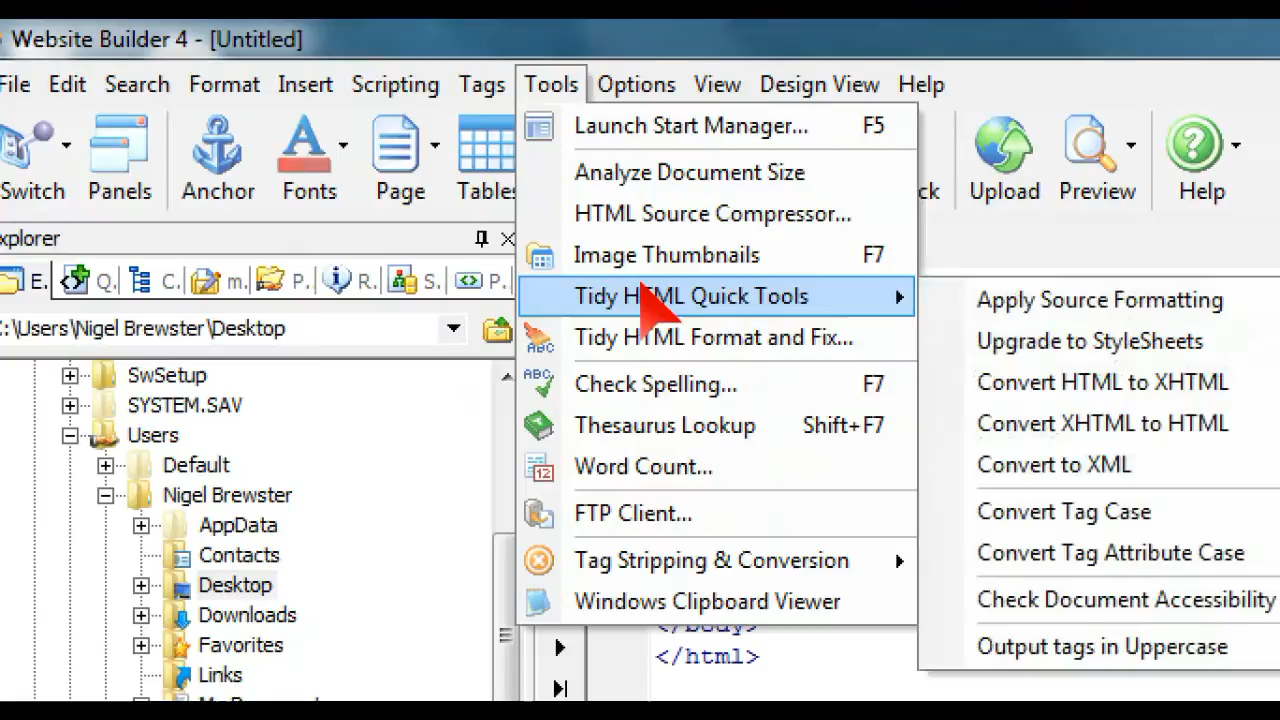 Website Builder 4 - [Untitled]
File Edit Search Format Insert Scripting Tags Tools Options View Design View Help
Switch Panels Anchor Fonts Page Tables Upload Preview Help
xplorer
E. Q. C. m. P. R. S. P.
C:\Users\Nigel Brewster\Desktop
SwSetup
SYSTEM.SAV
Users
Default
Nigel Brewster
AppData
Contacts
Desktop
Downloads
Favorites
Links
Launch Start Manager... F5
Analyze Document Size
HTML Source Compressor...
Image Thumbnails F7
Tidy HTML Quick Tools
Tidy HTML Format and Fix...
ABC
Check Spelling... F7
ABC
Thesaurus Lookup Shift+F7
Word Count...
12
FTP Client...
Tag Stripping & Conversion
Windows Clipboard Viewer
Apply Source Formatting
Upgrade to StyleSheets
Convert HTML to XHTML
Convert XHTML to HTML
Convert to XML
Convert Tag Case
Convert Tag Attribute Case
Check Document Accessibility
Output tags in Uppercase
</body>
</html>